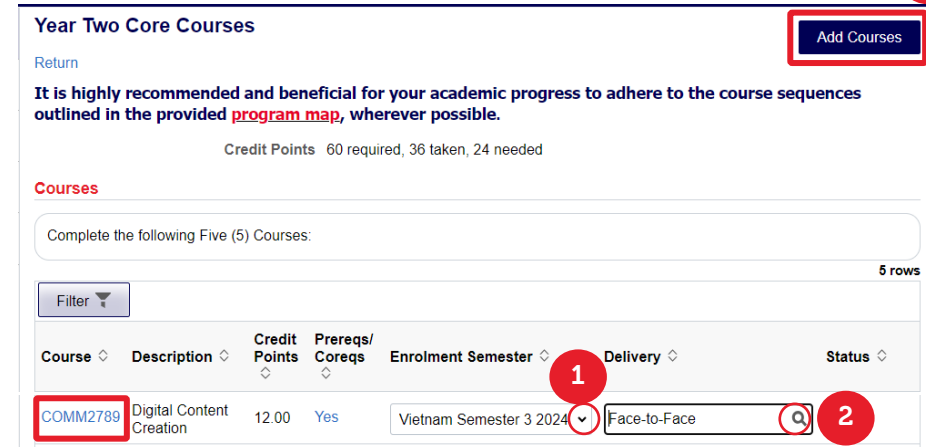 Year Two Core Courses
Add Courses
Return
It is highly recommended and beneficial for your academic progress to adhere to the course sequences
outlined in the provided program map, wherever possible.
Credit Points 60 required, 36 taken, 24 needed
Courses
Complete the following Five (5) Courses:
5 rows
Filter
Course Description Credit Points Prereqs/ Coreqs Enrolment Semester Delivery Status
1
COMM2789 Digital Content Creation 12.00 Yes Vietnam Semester 3 2024 Face-to-Face 2